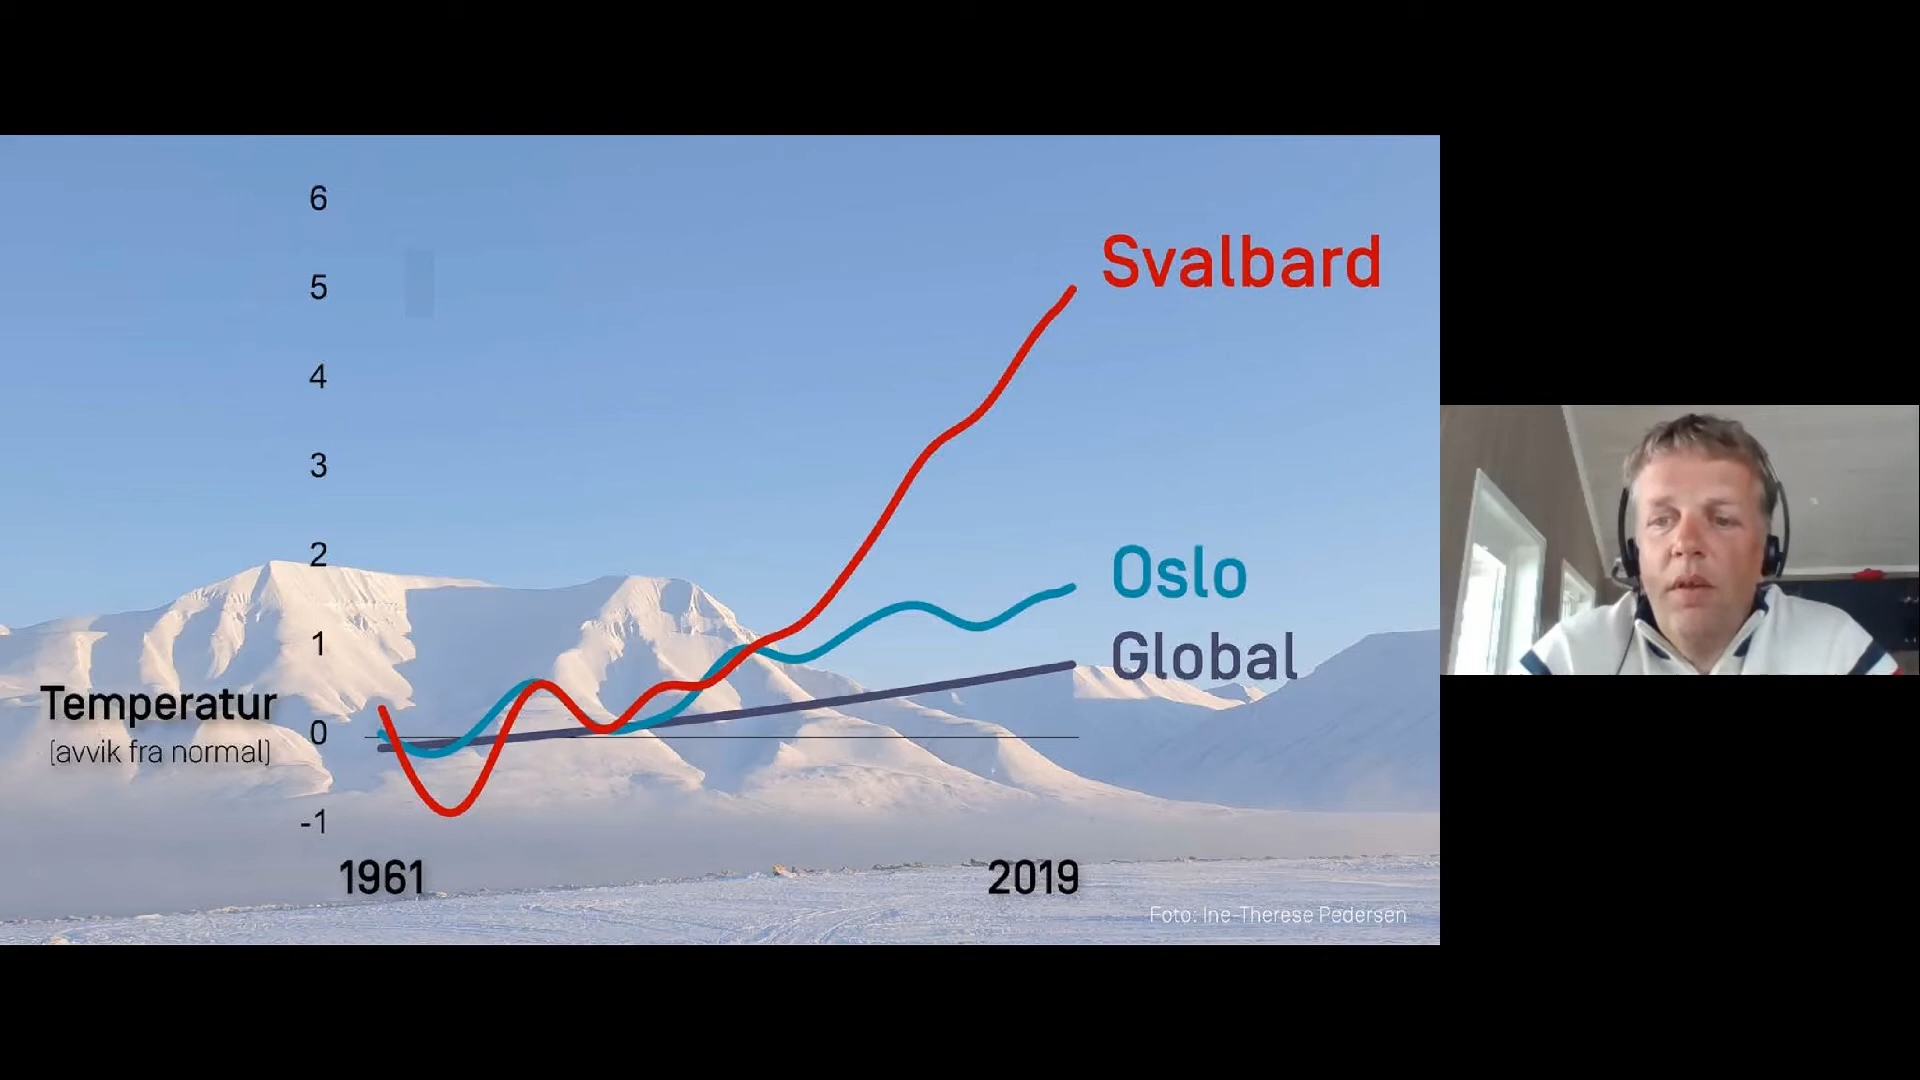 6
5
4
3
2
1
0
-1
Temperatur
(avvik fra normal)
Svalbard
Oslo
Global
1961 2019
Foto: Ine-Therese Pedersen